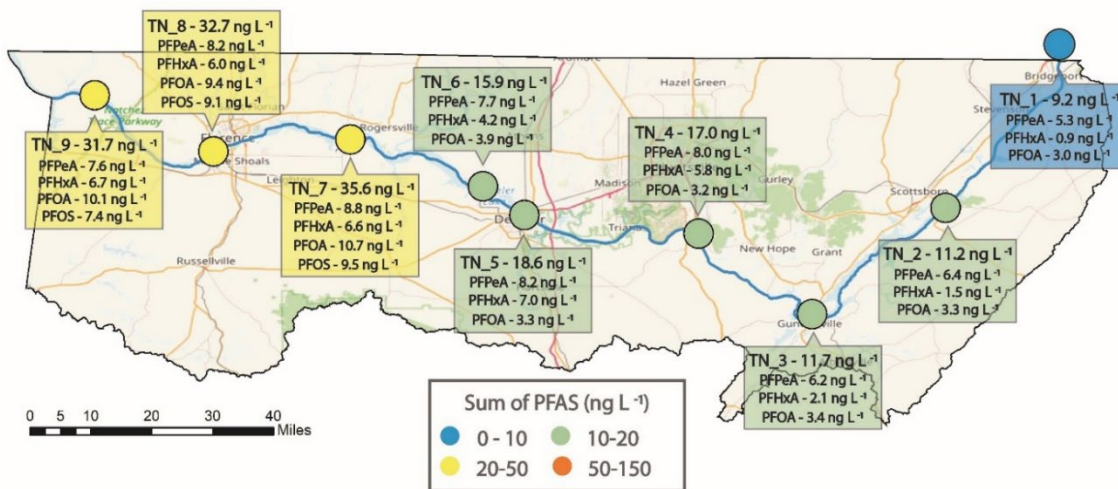 TN_8 - 32.7 ng L⁻¹
PFPeA - 8.2 ng L⁻¹
PFHxA - 6.0 ng L⁻¹
PFOA - 9.4 ng L⁻¹
PFOS - 9.1 ng L⁻¹
TN_6 - 15.9 ng L⁻¹
PFPeA - 7.7 ng L⁻¹
PFHxA - 4.2 ng L⁻¹
PFOA - 3.9 ng L⁻¹
Hazel Green
Bridgeport
TN_1 - 9.2 ng L⁻¹
PFPeA - 5.3 ng L⁻¹
PFHxA - 0.9 ng L⁻¹
PFOA - 3.0 ng L⁻¹
TN_4 - 17.0 ng L⁻¹
PFPeA - 8.0 ng L⁻¹
PFHxA - 5.8 ng L⁻¹
PFOA - 3.2 ng L⁻¹
Natchez
Trace Parkway
Rogersville
Florence
TN_9 - 31.7 ng L⁻¹
PFPeA - 7.6 ng L⁻¹
PFHxA - 6.7 ng L⁻¹
PFOA - 10.1 ng L⁻¹
PFOS - 7.4 ng L⁻¹
Shoals
TN_7 - 35.6 ng L⁻¹
PFPeA - 8.8 ng L⁻¹
PFHxA - 6.6 ng L⁻¹
PFOA - 10.7 ng L⁻¹
PFOS - 9.5 ng L⁻¹
Madison
Gurley
Scottsboro
Triana
New Hope
Grant
Russellville
TN_5 - 18.6 ng L⁻¹
PFPeA - 8.2 ng L⁻¹
PFHxA - 7.0 ng L⁻¹
PFOA - 3.3 ng L⁻¹
TN_2 - 11.2 ng L⁻¹
PFPeA - 6.4 ng L⁻¹
PFHxA - 1.5 ng L⁻¹
PFOA - 3.3 ng L⁻¹
TN_3 - 11.7 ng L⁻¹
PFPeA - 6.2 ng L⁻¹
PFHxA - 2.1 ng L⁻¹
PFOA - 3.4 ng L⁻¹
0 5 10 20 30 40
Miles
Sum of PFAS (ng L⁻¹)
0 - 10
10-20
20-50
50-150